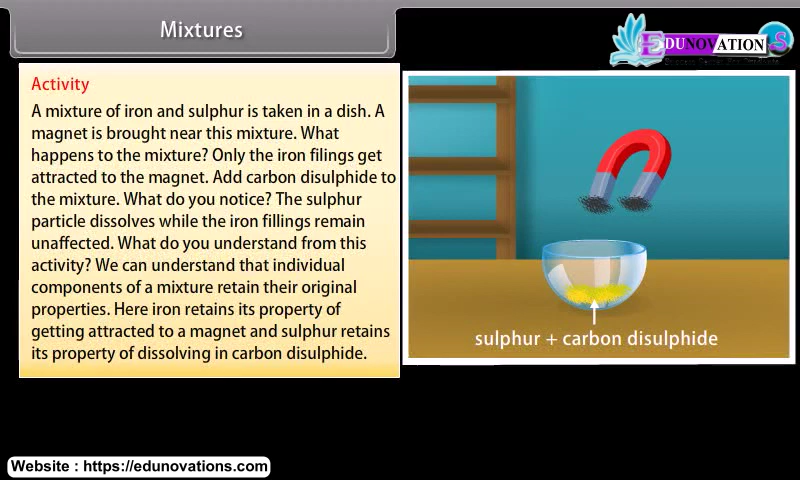 Mixtures
EDUNOVATION.S
Activity
A mixture of iron and sulphur is taken in a dish. A
magnet is brought near this mixture. What
happens to the mixture? Only the iron filings get
attracted to the magnet. Add carbon disulphide to
the mixture. What do you notice? The sulphur
particle dissolves while the iron fillings remain
unaffected. What do you understand from this
activity? We can understand that individual
components of a mixture retain their original
properties. Here iron retains its property of
getting attracted to a magnet and sulphur retains
its property of dissolving in carbon disulphide.
sulphur + carbon disulphide
Website : https://edunovations.com